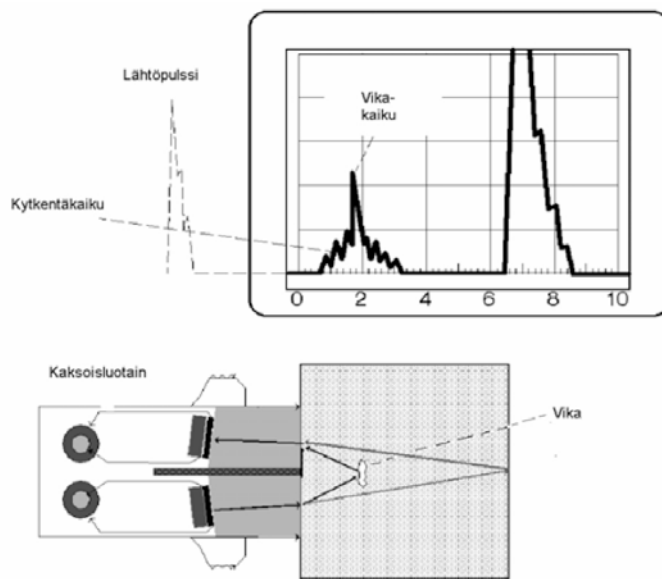 Lähtöpulssi
Vika-
kaiku
Kytkentäkaiku
0 2 4 6 8 10
Kaksoisluotain
Vika